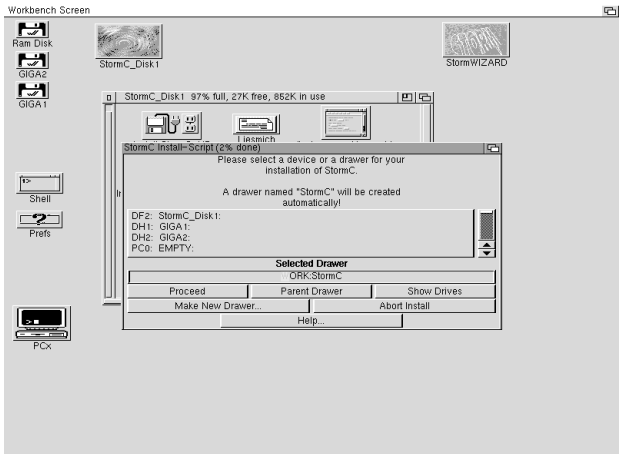 Workbench Screen
Ram Disk
GIGA2
GIGA1
StormC_Disk1
StormWIZARD
StormC_Disk1 97% full, 27K free, 852K in use
Liesmich
StormC Install-Script (2% done)
Please select a device or a drawer for your
installation of StormC.
A drawer named "StormC" will be created
automatically!
DF2: StormC_Disk1:
DH1: GIGA1:
DH2: GIGA2:
PC0: EMPTY:
Selected Drawer
ORK:StormC
Proceed
Parent Drawer
Show Drives
Make New Drawer...
Abort Install
Help...
Shell
Prefs
PCx